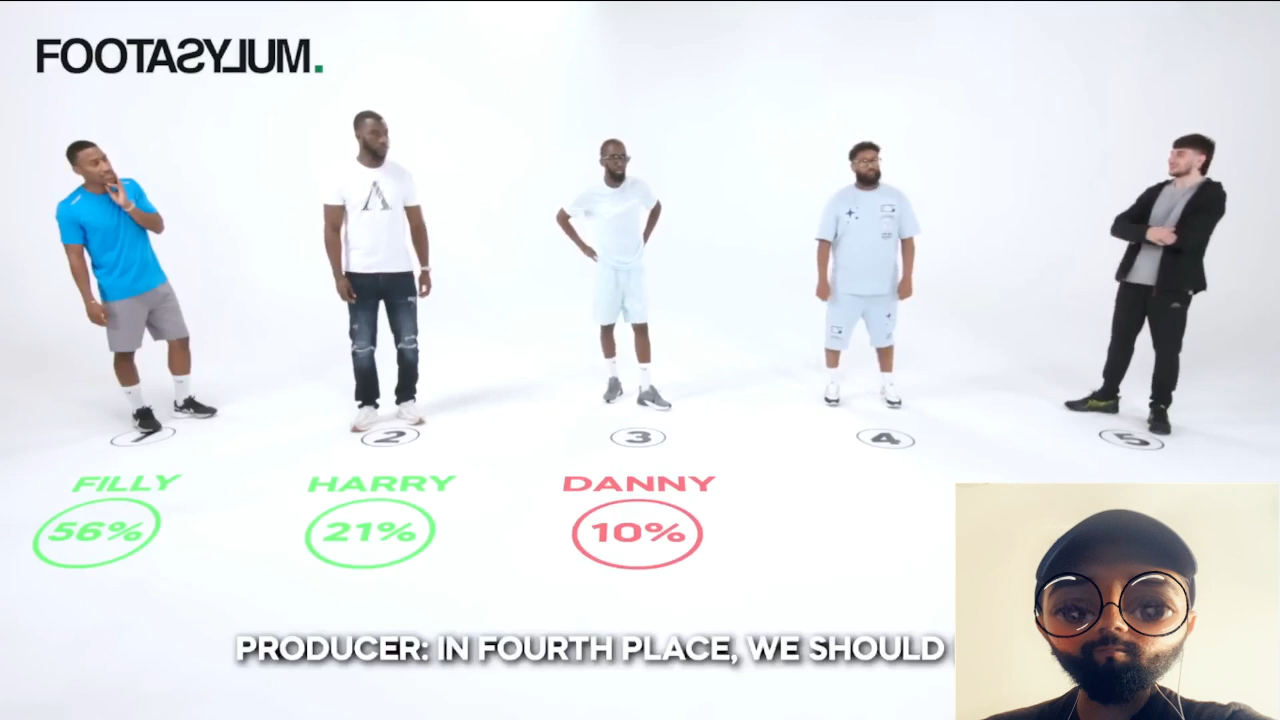 FOOTASYLUM.
1 2 3 4 5
FILLY HARRY DANNY
56% 21% 10%
PRODUCER: IN FOURTH PLACE, WE SHOULD